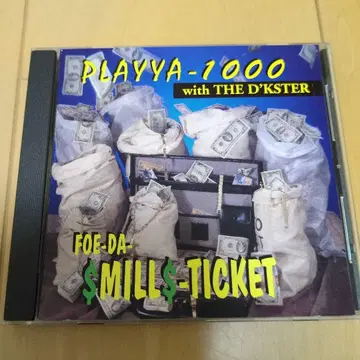 PLAYYA-1000
with THE D'KSTER
FOE-DA-
$MILL$-TICKET